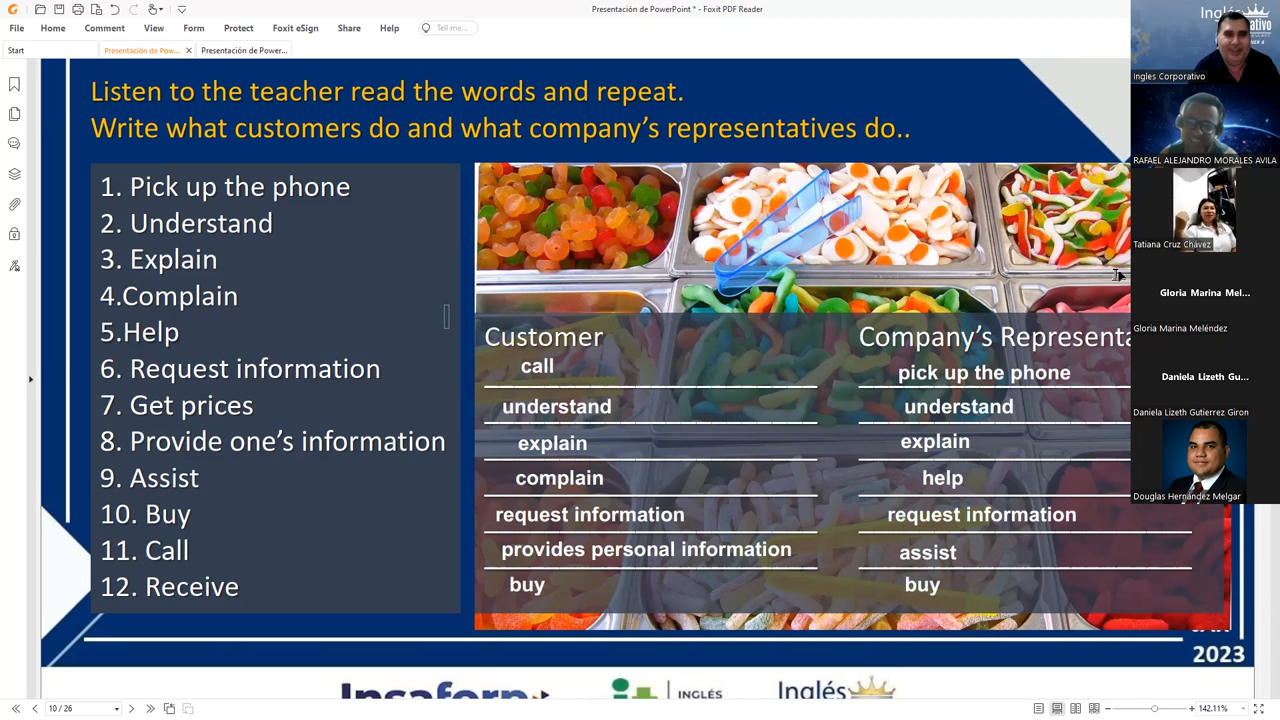 Presentación de PowerPoint * - Foxit PDF Reader
File Home Comment View Form Protect Foxit eSign Share Help Tell me...
Start Presentación de Pow... Presentación de Power...
Listen to the teacher read the words and repeat.
Write what customers do and what company's representatives do..
1. Pick up the phone
2. Understand
3. Explain
4.Complain
5.Help
6. Request information
7. Get prices
8. Provide one's information
9. Assist
10. Buy
11. Call
12. Receive
Customer
call
understand
explain
complain
request information
provides personal information
buy
Company's Representa
pick up the phone
understand
explain
help
request information
assist
buy
2023
INGLÉS
Inglés
Ingles Corporativo
RAFAEL ALEJANDRO MORALES AVILA
Tatiana Cruz Chávez
Gloria Marina Mel...
Gloria Marina Meléndez
Daniela Lizeth Gu...
Daniela Lizeth Gutierrez Giron
Douglas Hernández Melgar
10 / 26
142.11%